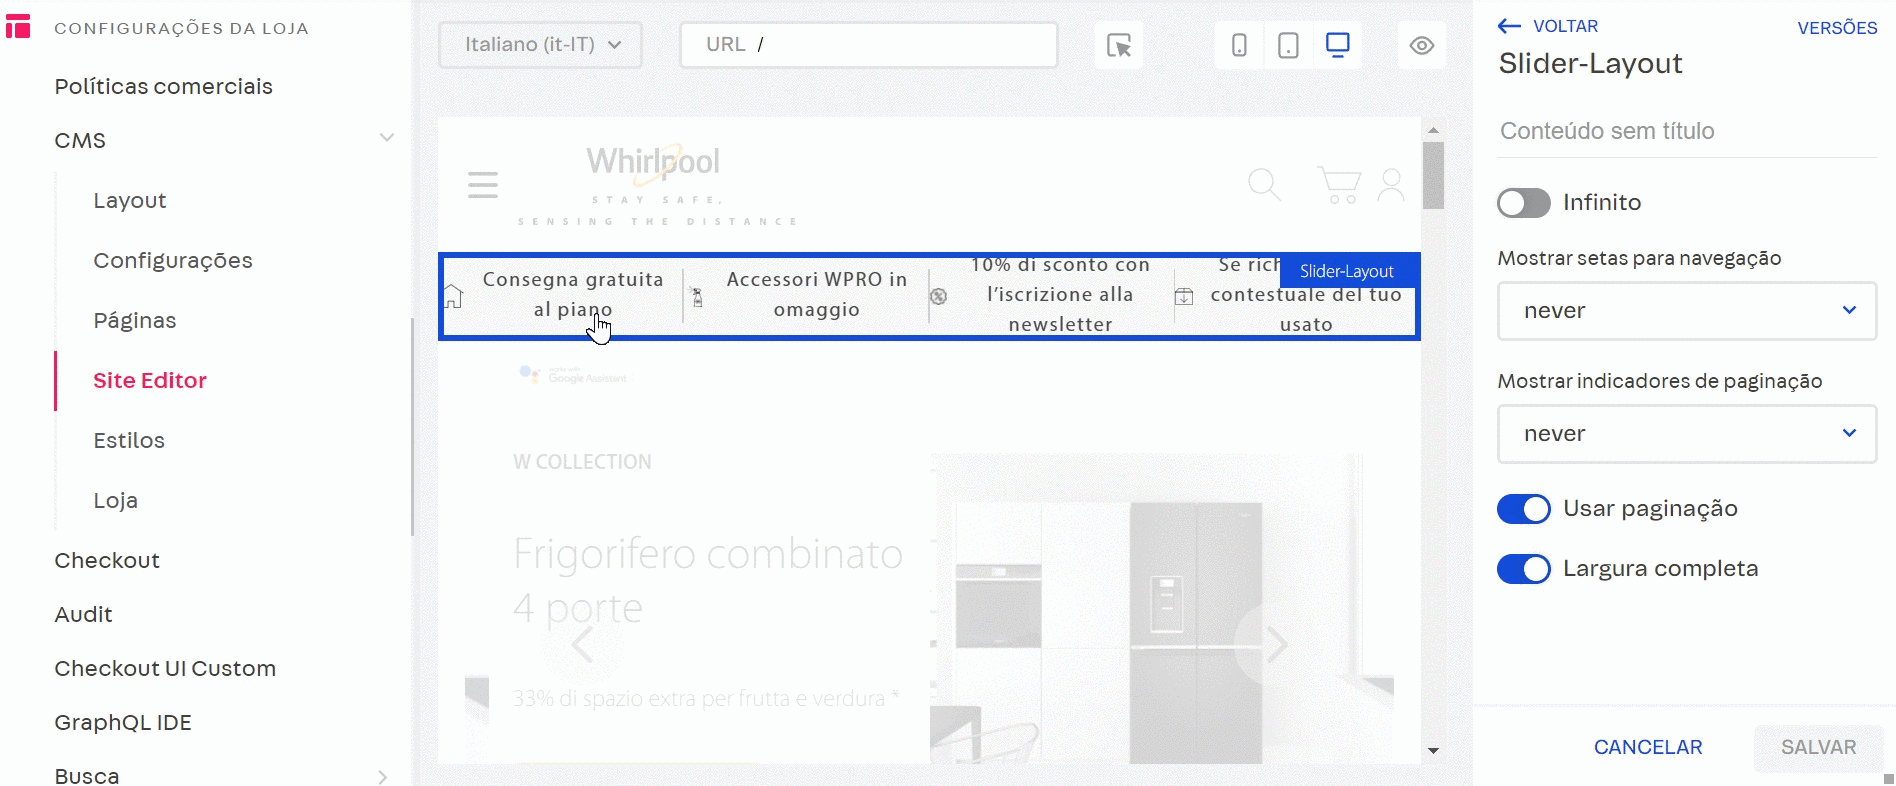 CONFIGURAÇÕES DA LOJA
Políticas comerciais
CMS
Layout
Configurações
Páginas
Site Editor
Estilos
Loja
Checkout
Audit
Checkout UI Custom
GraphQL IDE
Busca
Italiano (it-IT)
URL /
Whirlpool
STAY SAFE,
SENSING THE DISTANCE
Consegna gratuita
al piano
Accessori WPRO in
omaggio
10% di sconto con
l'iscrizione alla
newsletter
Se rich
contestuale del tuo
usato
Slider-Layout
Google Assistant
W COLLECTION
Frigorifero combinato
4 porte
33% di spazio extra per frutta e verdura *
VOLTAR
VERSÕES
Slider-Layout
Conteúdo sem título
Infinito
Mostrar setas para navegação
never
Mostrar indicadores de paginação
never
Usar paginação
Largura completa
CANCELAR
SALVAR